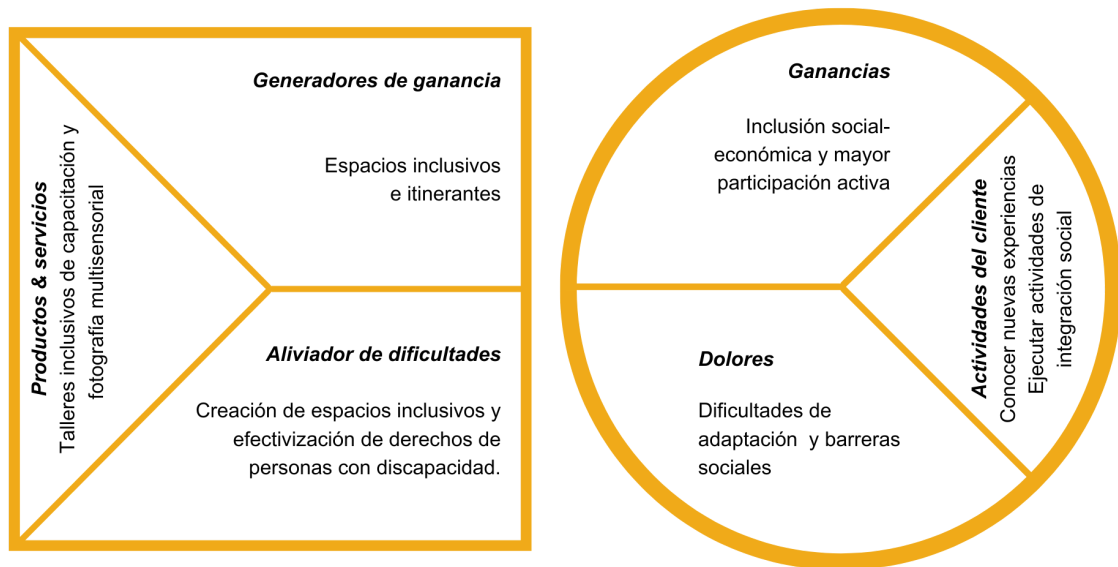 Generadores de ganancia
Espacios inclusivos
e itinerantes
Productos & servicios
Talleres inclusivos de capacitación y
fotografía multisensorial
Aliviador de dificultades
Creación de espacios inclusivos y
efectivización de derechos de
personas con discapacidad.
Ganancias
Inclusión social-
económica y mayor
participación activa
Actividades del cliente
Conocer nuevas experiencias
Ejecutar actividades de
integración social
Dolores
Dificultades de
adaptación  y barreras
sociales